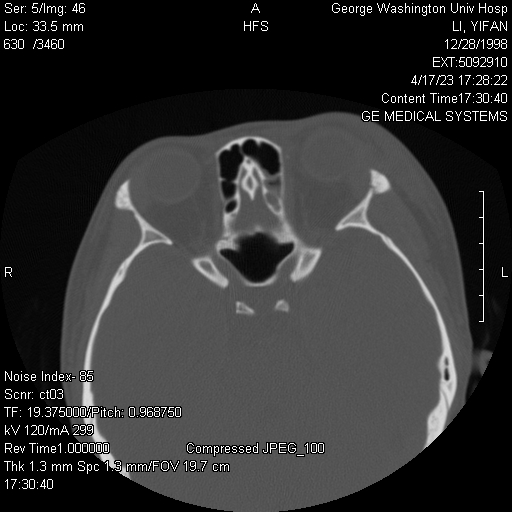 Ser: 5/Img: 46
Loc: 33.5 mm
630 /3460
A
HFS
George Washington Univ Hosp
LI, YIFAN
12/28/1998
EXT:5092910
4/17/23 17:28:22
Content Time17:30:40
GE MEDICAL SYSTEMS
R
L
Noise Index- 85
Scnr: ct03
TF: 19.375000/Pitch: 0.968750
kV 120/mA 299
Rev Time1.000000
Compressed JPEG_100
Thk 1.3 mm Spc 1.3 mm/FOV 19.7 cm
17:30:40